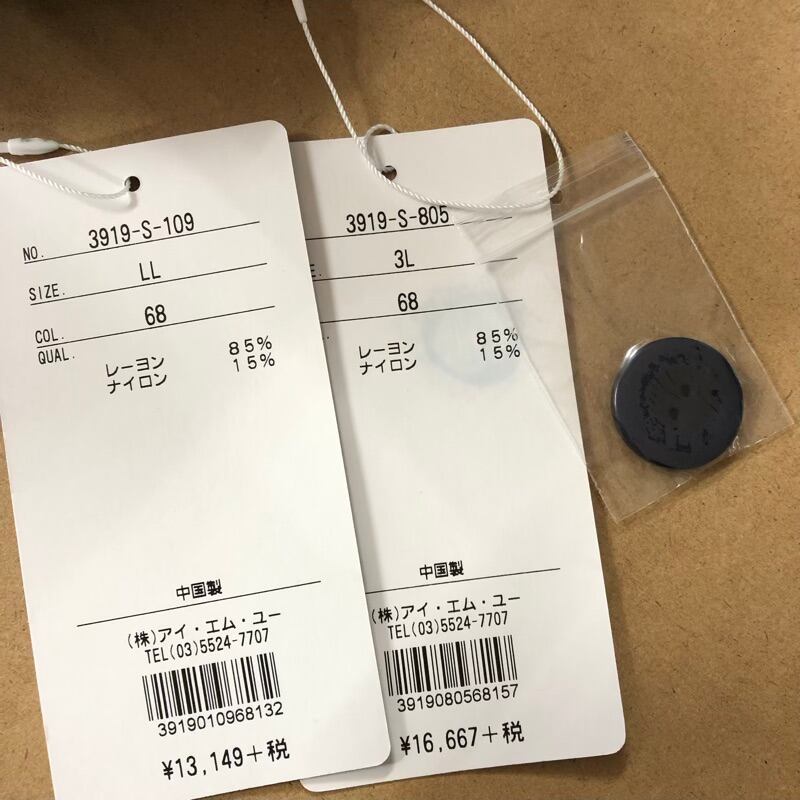 NO. 3919-S-109
SIZE. LL
COL. 68
QUAL.
レーヨン 85%
ナイロン 15%
中国製
(株)アイ・エム・ユー
TEL(03)5524-7707
3919010968132
¥13,149+税
3919-S-805
E. 3L
68
レーヨン 85%
ナイロン 15%
中国製
(株)アイ・エム・ユー
TEL(03)5524-7707
3919080568157
¥16,667+税